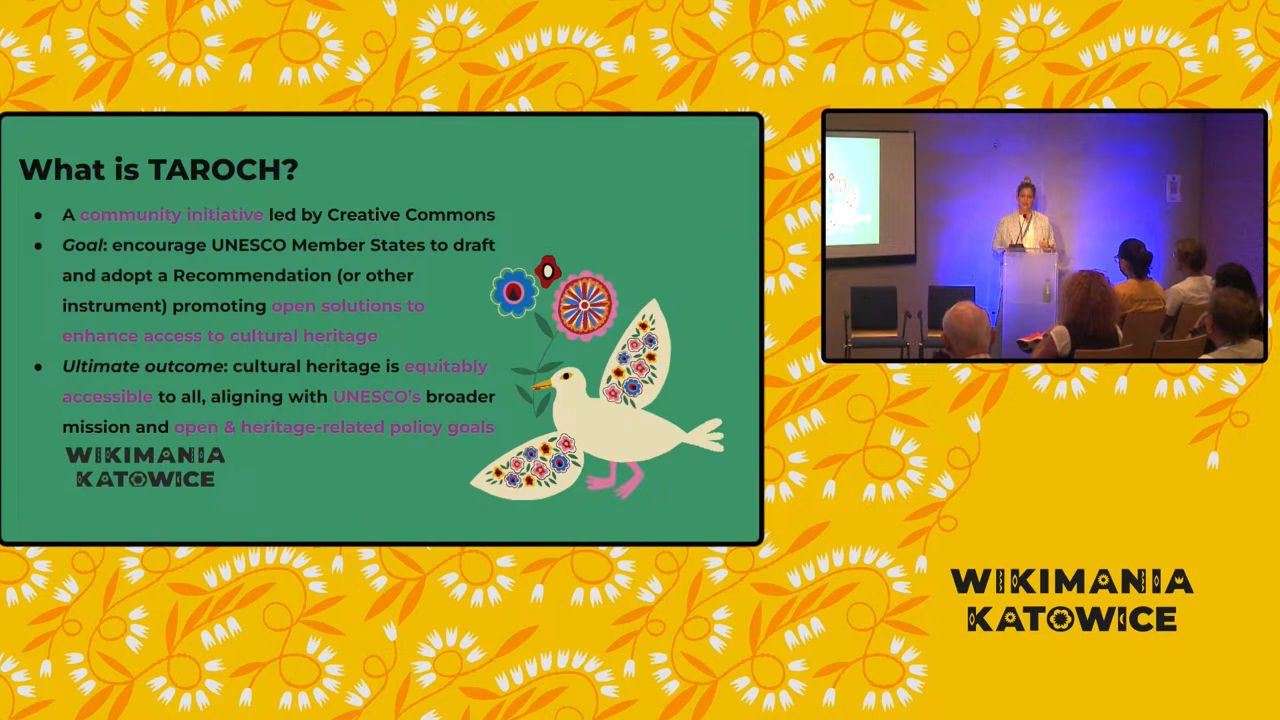 What is TAROCH?
● A community initiative led by Creative Commons
● Goal: encourage UNESCO Member States to draft
and adopt a Recommendation (or other
instrument) promoting open solutions to
enhance access to cultural heritage
● Ultimate outcome: cultural heritage is equitably
accessible to all, aligning with UNESCO's broader
mission and open & heritage-related policy goals
WIKIMANIA
KATOWICE
WIKIMANIA
KATOWICE